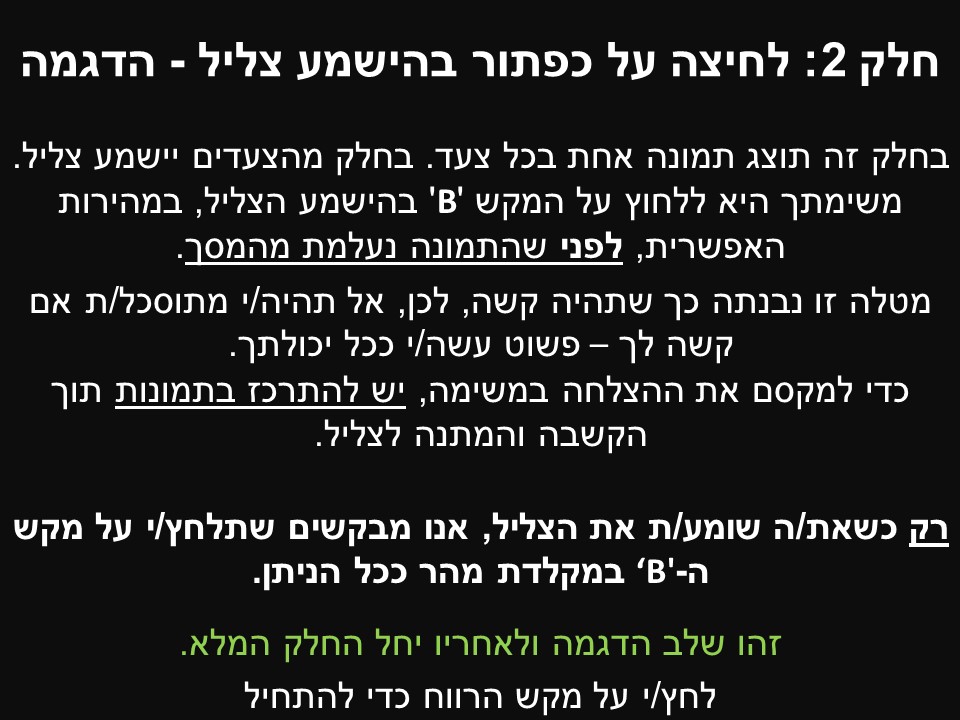 חלק 2: לחיצה על כפתור בהישמע צליל - הדגמה
בחלק זה תוצג תמונה אחת בכל צעד. בחלק מהצעדים יישמע צליל.
משימתך היא ללחוץ על המקש 'B' בהישמע הצליל, במהירות
האפשרית, לפני שהתמונה נעלמת מהמסך.
מטלה זו נבנתה כך שתהיה קשה, לכן, אל תהיה/י מתוסכל/ת אם
קשה לך – פשוט עשה/י ככל יכולתך.
כדי למקסם את ההצלחה במשימה, יש להתרכז בתמונות תוך
הקשבה והמתנה לצליל.
רק כשאת/ה שומע/ת את הצליל, אנו מבקשים שתלחץ/י על מקש
ה-'B‘ במקלדת מהר ככל הניתן.
זהו שלב הדגמה ולאחריו יחל החלק המלא.
לחץ/י על מקש הרווח כדי להתחיל